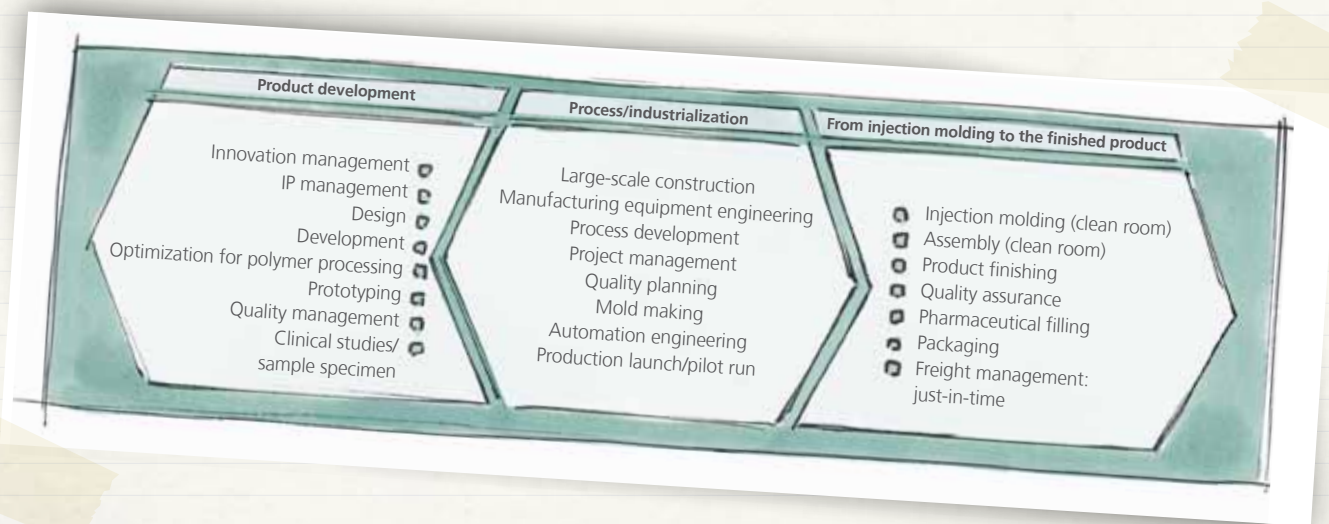 Product development
Innovation management
IP management
Design
Development
Optimization for polymer processing
Prototyping
Quality management
Clinical studies/
sample specimen
Process/industrialization
Large-scale construction
Manufacturing equipment engineering
Process development
Project management
Quality planning
Mold making
Automation engineering
Production launch/pilot run
From injection molding to the finished product
Injection molding (clean room)
Assembly (clean room)
Product finishing
Quality assurance
Pharmaceutical filling
Packaging
Freight management:
just-in-time